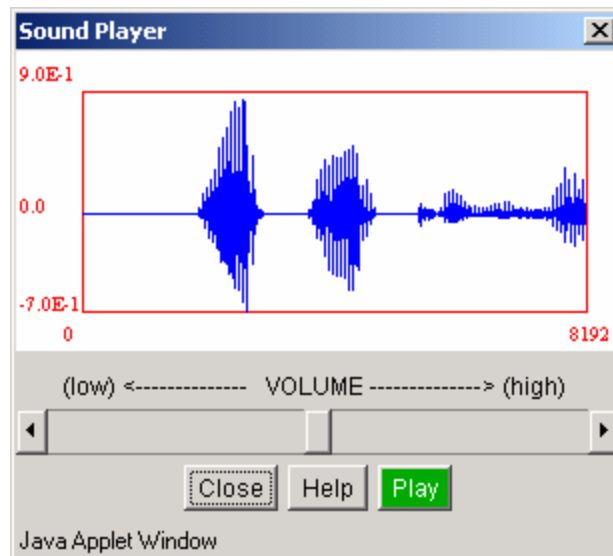 Sound Player
9.0E-1
0.0
-7.0E-1
0 8192
(low) <-------------- VOLUME --------------> (high)
Close Help Play
Java Applet Window